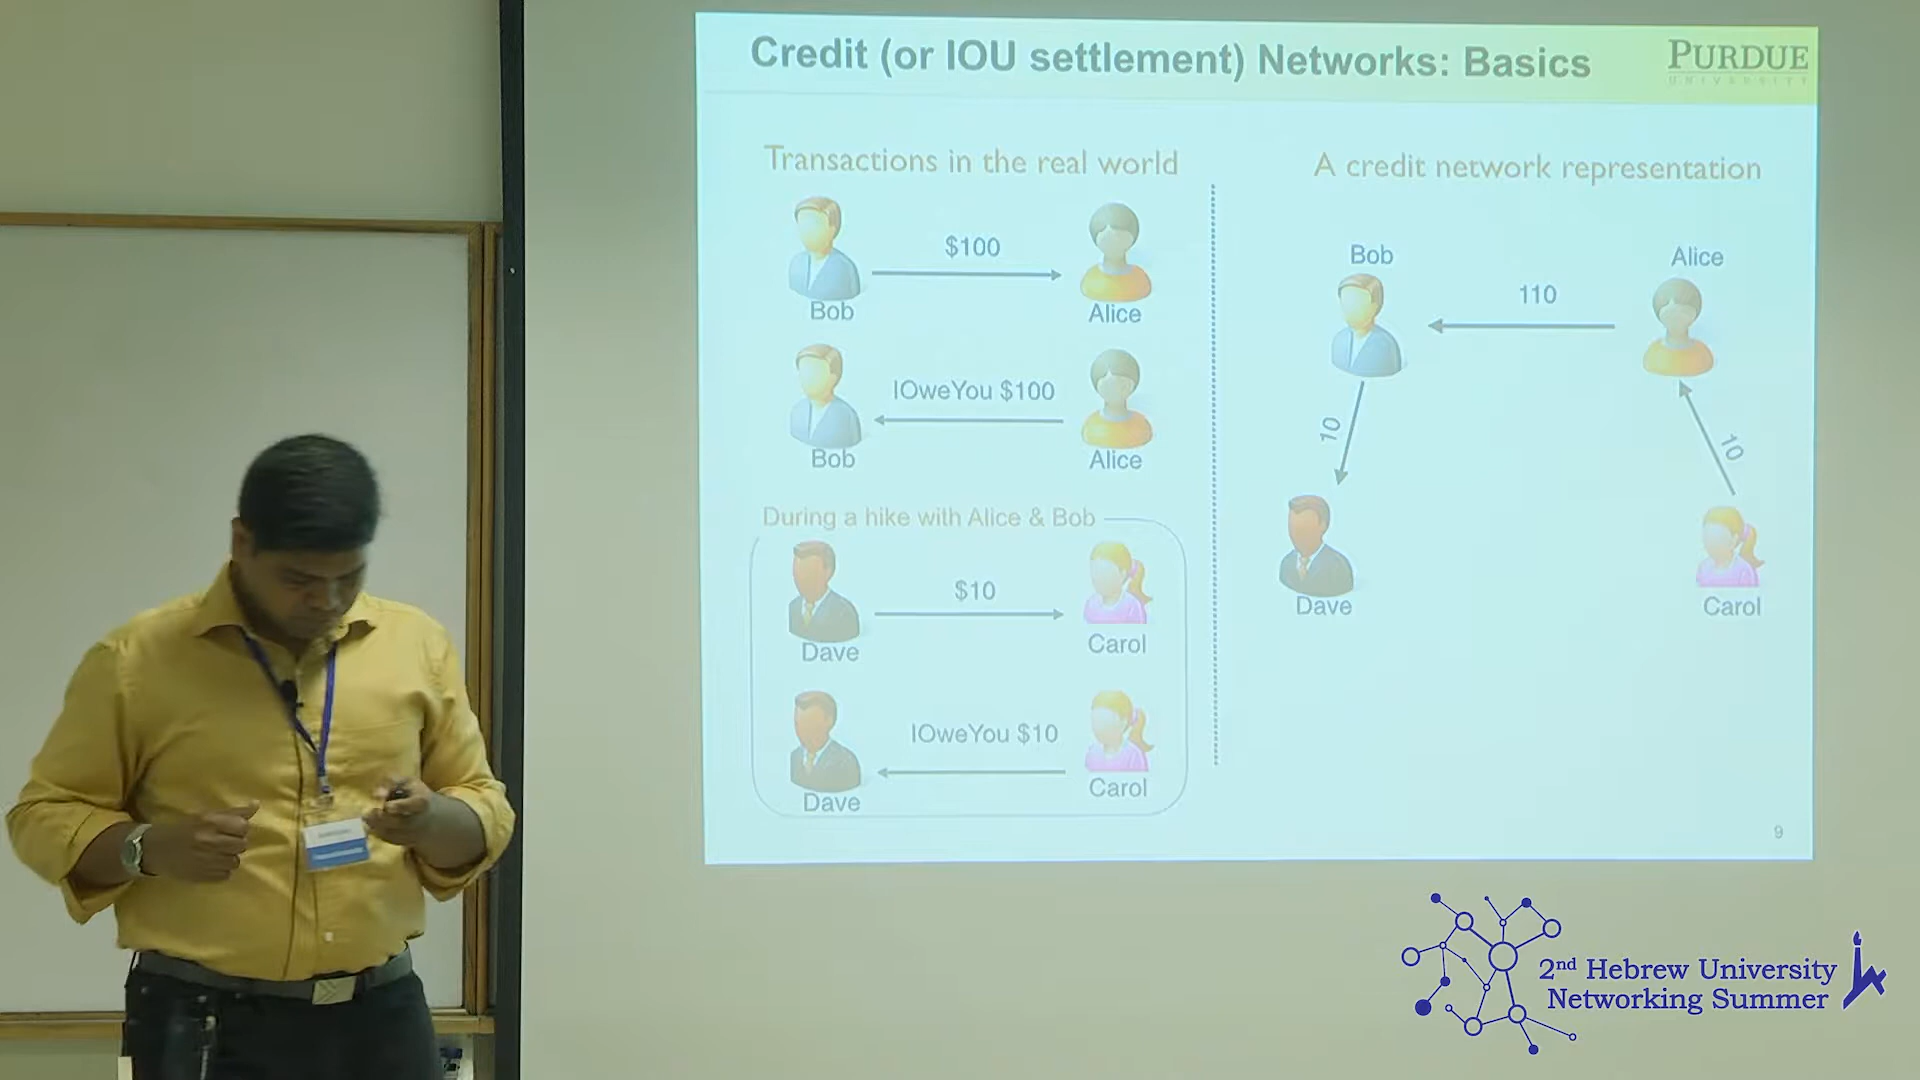 Credit (or IOU settlement) Networks: Basics
PURDUE
UNIVERSITY
Transactions in the real world
$100
Bob
Alice
IOweYou $100
Bob
Alice
During a hike with Alice & Bob
$10
Dave
Carol
IOweYou $10
Dave
Carol
A credit network representation
Bob
Alice
110
10
10
Dave
Carol
9
2nd Hebrew University
Networking Summer